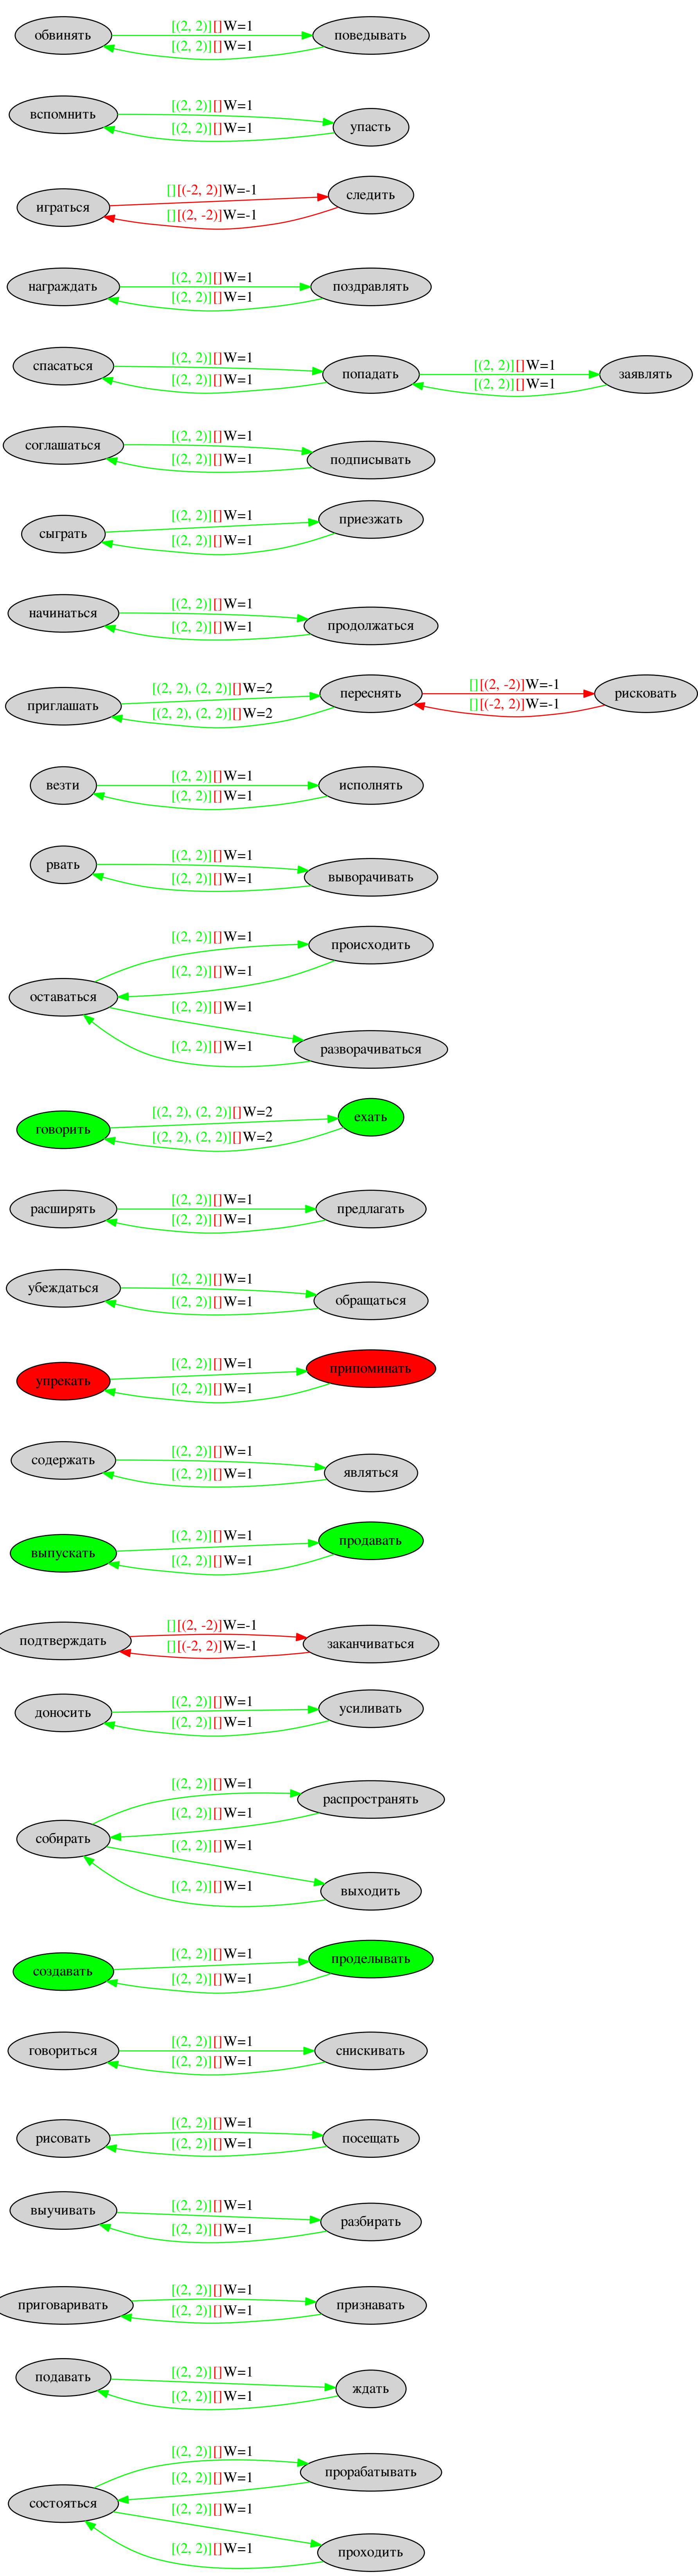 обвинять [(2, 2)][]W=1 поведывать
[(2, 2)][]W=1
вспомнить [(2, 2)][]W=1 упасть
[(2, 2)][]W=1
играться [][(-2, 2)]W=-1 следить
[][(2, -2)]W=-1
награждать [(2, 2)][]W=1 поздравлять
[(2, 2)][]W=1
спасаться [(2, 2)][]W=1 попадать [(2, 2)][]W=1 заявлять
[(2, 2)][]W=1 [(2, 2)][]W=1
соглашаться [(2, 2)][]W=1 подписывать
[(2, 2)][]W=1
сыграть [(2, 2)][]W=1 приезжать
[(2, 2)][]W=1
начинаться [(2, 2)][]W=1 продолжаться
[(2, 2)][]W=1
приглашать [(2, 2), (2, 2)][]W=2 переснять [][(2, -2)]W=-1 рисковать
[(2, 2), (2, 2)][]W=2 [][(-2, 2)]W=-1
везти [(2, 2)][]W=1 исполнять
[(2, 2)][]W=1
рвать [(2, 2)][]W=1 выворачивать
[(2, 2)][]W=1
[(2, 2)][]W=1 происходить
[(2, 2)][]W=1
оставаться [(2, 2)][]W=1
[(2, 2)][]W=1 разворачиваться
говорить [(2, 2), (2, 2)][]W=2 ехать
[(2, 2), (2, 2)][]W=2
расширять [(2, 2)][]W=1 предлагать
[(2, 2)][]W=1
убеждаться [(2, 2)][]W=1 обращаться
[(2, 2)][]W=1
упрекать [(2, 2)][]W=1 припоминать
[(2, 2)][]W=1
содержать [(2, 2)][]W=1 являться
[(2, 2)][]W=1
выпускать [(2, 2)][]W=1 продавать
[(2, 2)][]W=1
подтверждать [][(2, -2)]W=-1 заканчиваться
[][(-2, 2)]W=-1
доносить [(2, 2)][]W=1 усиливать
[(2, 2)][]W=1
[(2, 2)][]W=1 распространять
[(2, 2)][]W=1
собирать [(2, 2)][]W=1
[(2, 2)][]W=1 выходить
создавать [(2, 2)][]W=1 проделывать
[(2, 2)][]W=1
говориться [(2, 2)][]W=1 снискивать
[(2, 2)][]W=1
рисовать [(2, 2)][]W=1 посещать
[(2, 2)][]W=1
выучивать [(2, 2)][]W=1 разбирать
[(2, 2)][]W=1
приговаривать [(2, 2)][]W=1 признавать
[(2, 2)][]W=1
подавать [(2, 2)][]W=1 ждать
[(2, 2)][]W=1
[(2, 2)][]W=1 прорабатывать
[(2, 2)][]W=1
состояться [(2, 2)][]W=1
[(2, 2)][]W=1 проходить